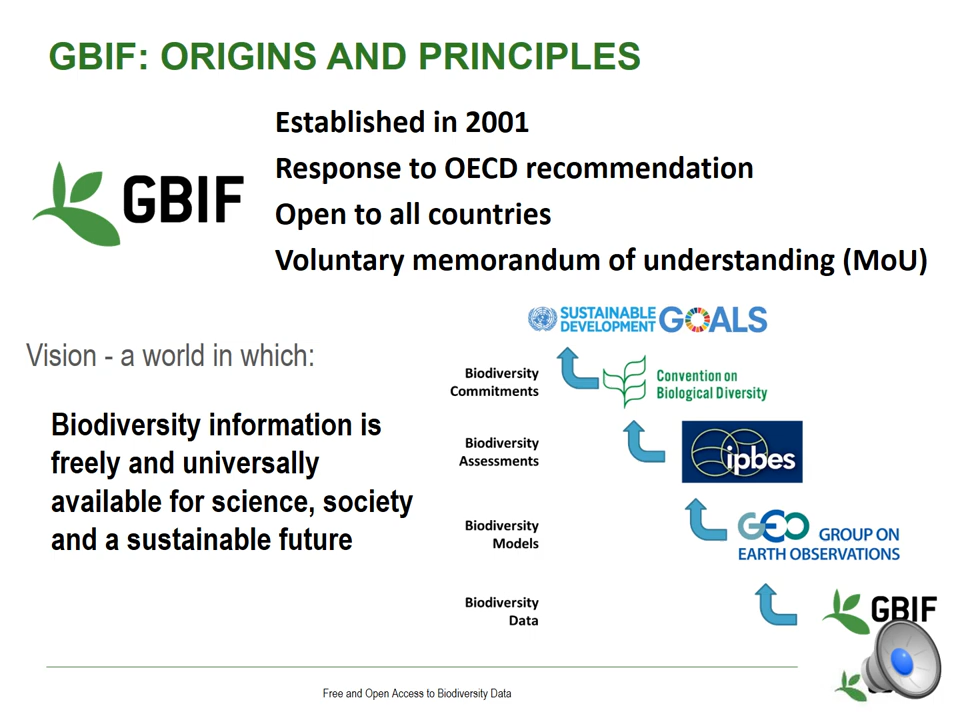 GBIF: ORIGINS AND PRINCIPLES
GBIF
Established in 2001
Response to OECD recommendation
Open to all countries
Voluntary memorandum of understanding (MoU)
Vision - a world in which:
Biodiversity information is
freely and universally
available for science, society
and a sustainable future
SUSTAINABLE
DEVELOPMENT GOALS
Biodiversity
Commitments
Convention on
Biological Diversity
Biodiversity
Assessments
ipbes
Biodiversity
Models
GEO GROUP ON
EARTH OBSERVATIONS
Biodiversity
Data
GBIF
Free and Open Access to Biodiversity Data